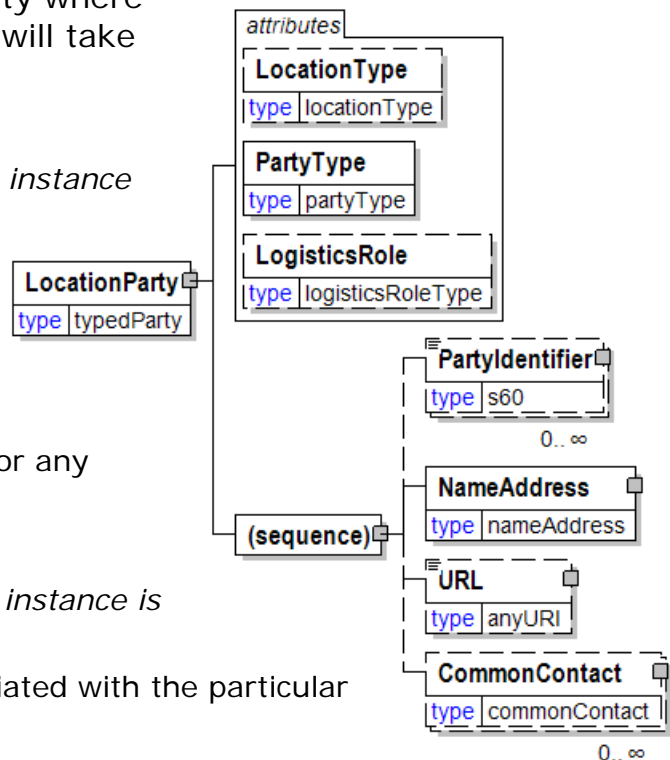 ty where
will take
instance
or any
instance is
iated with the particular
attributes
LocationType
type locationType
PartyType
type partyType
LogisticsRole
type logisticsRoleType
LocationParty
type typedParty
(sequence)
PartyIdentifier
type s60
0.. ∞
NameAddress
type nameAddress
URL
type anyURI
CommonContact
type commonContact
0.. ∞